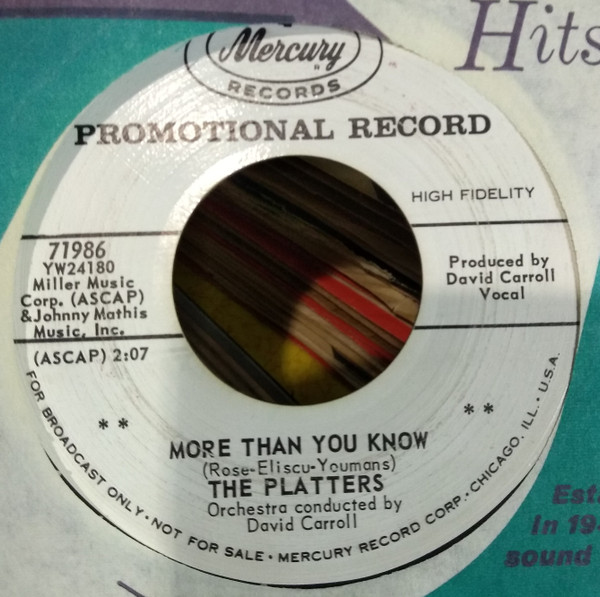 Hits
Mercury
RECORDS
PROMOTIONAL RECORD
HIGH FIDELITY
71986
YW24180
Miller Music
Corp. (ASCAP)
&Johnny Mathis
Music, Inc.
(ASCAP) 2:07
Produced by
David Carroll
Vocal
** **
MORE THAN YOU KNOW
(Rose-Eliscu-Youmans)
THE PLATTERS
Orchestra conducted by
David Carroll
FOR BROADCAST ONLY • NOT FOR SALE • MERCURY RECORD CORP. • CHICAGO, ILL. • U.S.A.
in 19
sound